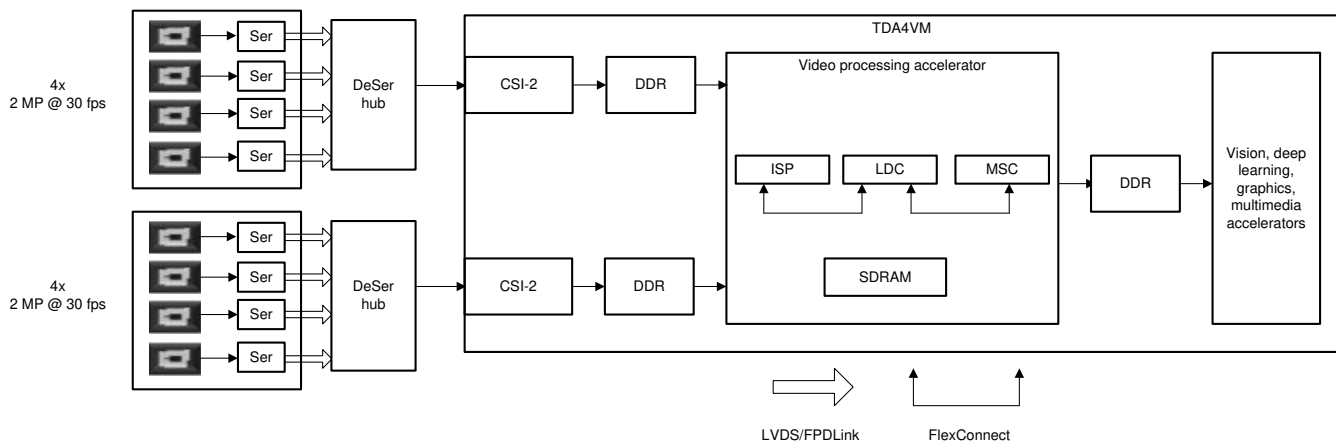 TDA4VM
4x
2 MP @ 30 fps
Ser
Ser
Ser
Ser
DeSer
hub
CSI-2
DDR
Video processing accelerator
ISP
LDC
MSC
SDRAM
DDR
Vision, deep
learning,
graphics,
multimedia
accelerators
4x
2 MP @ 30 fps
Ser
Ser
Ser
Ser
DeSer
hub
CSI-2
DDR
LVDS/FPDLink
FlexConnect